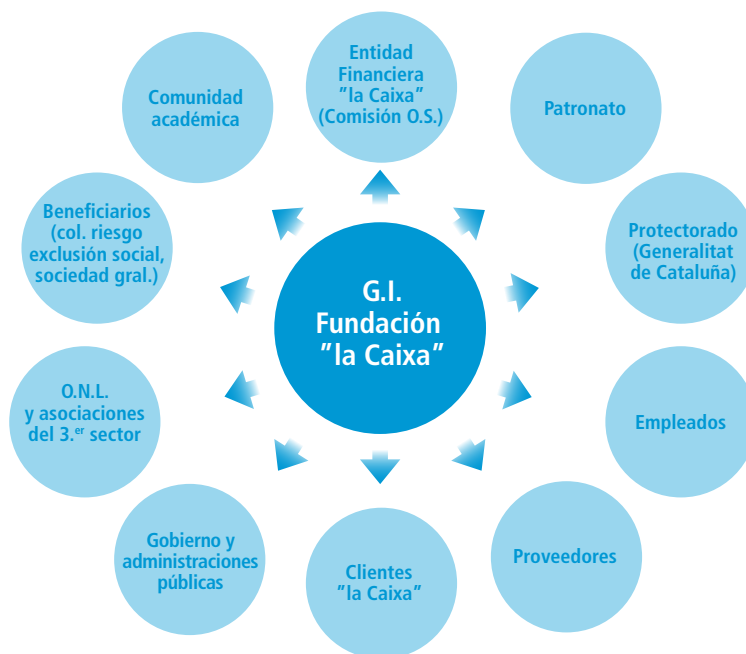 Entidad
Financiera
"la Caixa"
(Comisión O.S.)
Patronato
Protectorado
(Generalitat
de Cataluña)
Empleados
Proveedores
Clientes
"la Caixa"
Gobierno y
administraciones
públicas
O.N.L.
y asociaciones
del 3.er sector
Beneficiarios
(col. riesgo
exclusión social,
sociedad gral.)
Comunidad
académica
G.I.
Fundación
"la Caixa"